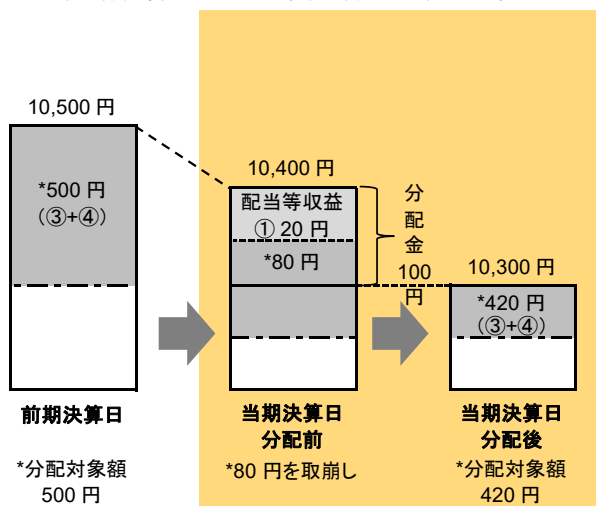 10,500 円
*500 円
(③+④)
前期決算日
*分配対象額
500 円
10,400 円
配当等収益
① 20 円
*80 円
分
配
金
100
円
当期決算日
分配前
*80 円を取崩し
10,300 円
*420 円
(③+④)
当期決算日
分配後
*分配対象額
420 円